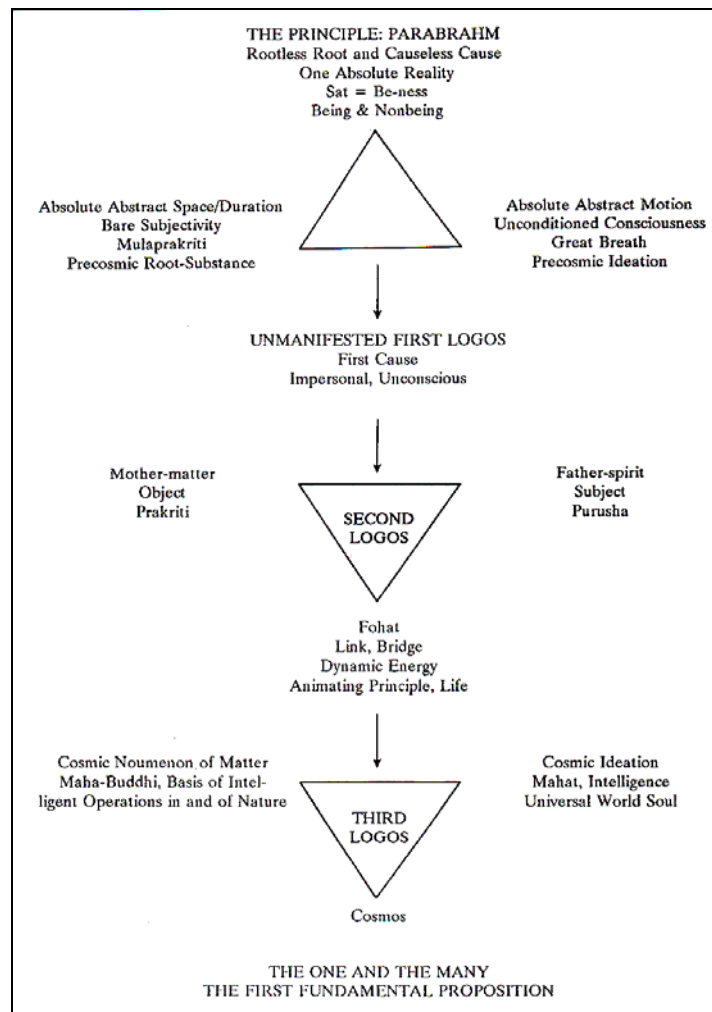 THE PRINCIPLE: PARABRAHM
Rootless Root and Causeless Cause
One Absolute Reality
Sat = Be-ness
Being & Nonbeing
Absolute Abstract Space/Duration
Bare Subjectivity
Mulaprakriti
Precosmic Root-Substance
Absolute Abstract Motion
Unconditioned Consciousness
Great Breath
Precosmic Ideation
UNMANIFESTED FIRST LOGOS
First Cause
Impersonal, Unconscious
Mother-matter
Object
Prakriti
Father-spirit
Subject
Purusha
SECOND
LOGOS
Fohat
Link, Bridge
Dynamic Energy
Animating Principle, Life
Cosmic Noumenon of Matter
Maha-Buddhi, Basis of Intel-
ligent Operations in and of Nature
Cosmic Ideation
Mahat, Intelligence
Universal World Soul
THIRD
LOGOS
Cosmos
THE ONE AND THE MANY
THE FIRST FUNDAMENTAL PROPOSITION